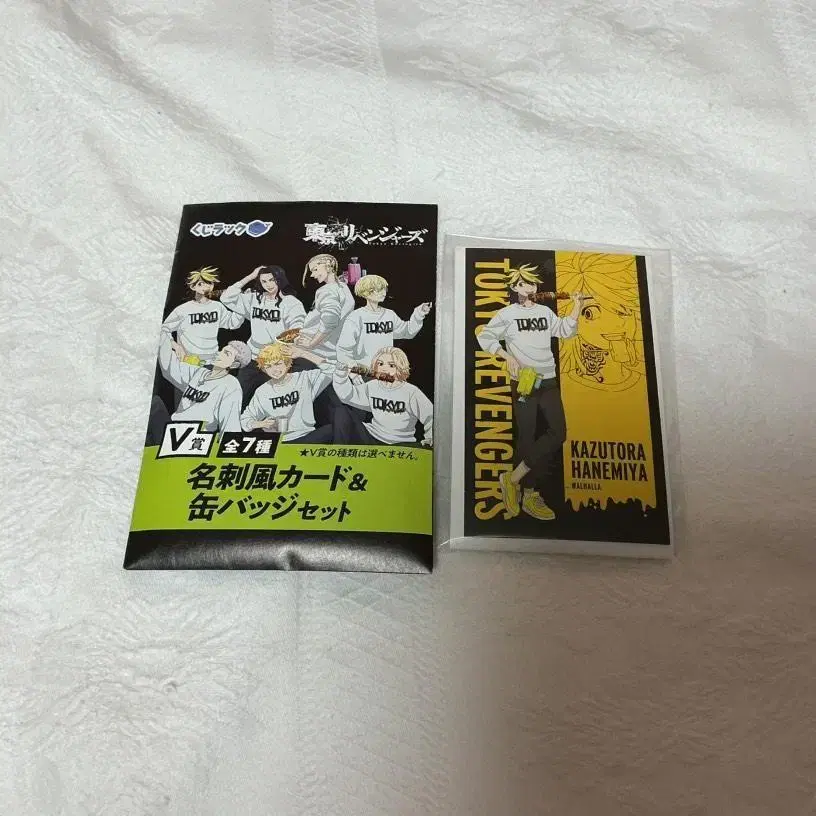 くじラック
東京リベンジャーズ
TOKYO
TOKYO
TOKYO
TOKYO
TOKYO
TOKYO
V賞
全7種
★V賞の種類は選べません。
名刺風カード&
缶バッジセット
TOKYO REVENGERS
TOKYO
KAZUTORA
HANEMIYA
WALHALLA